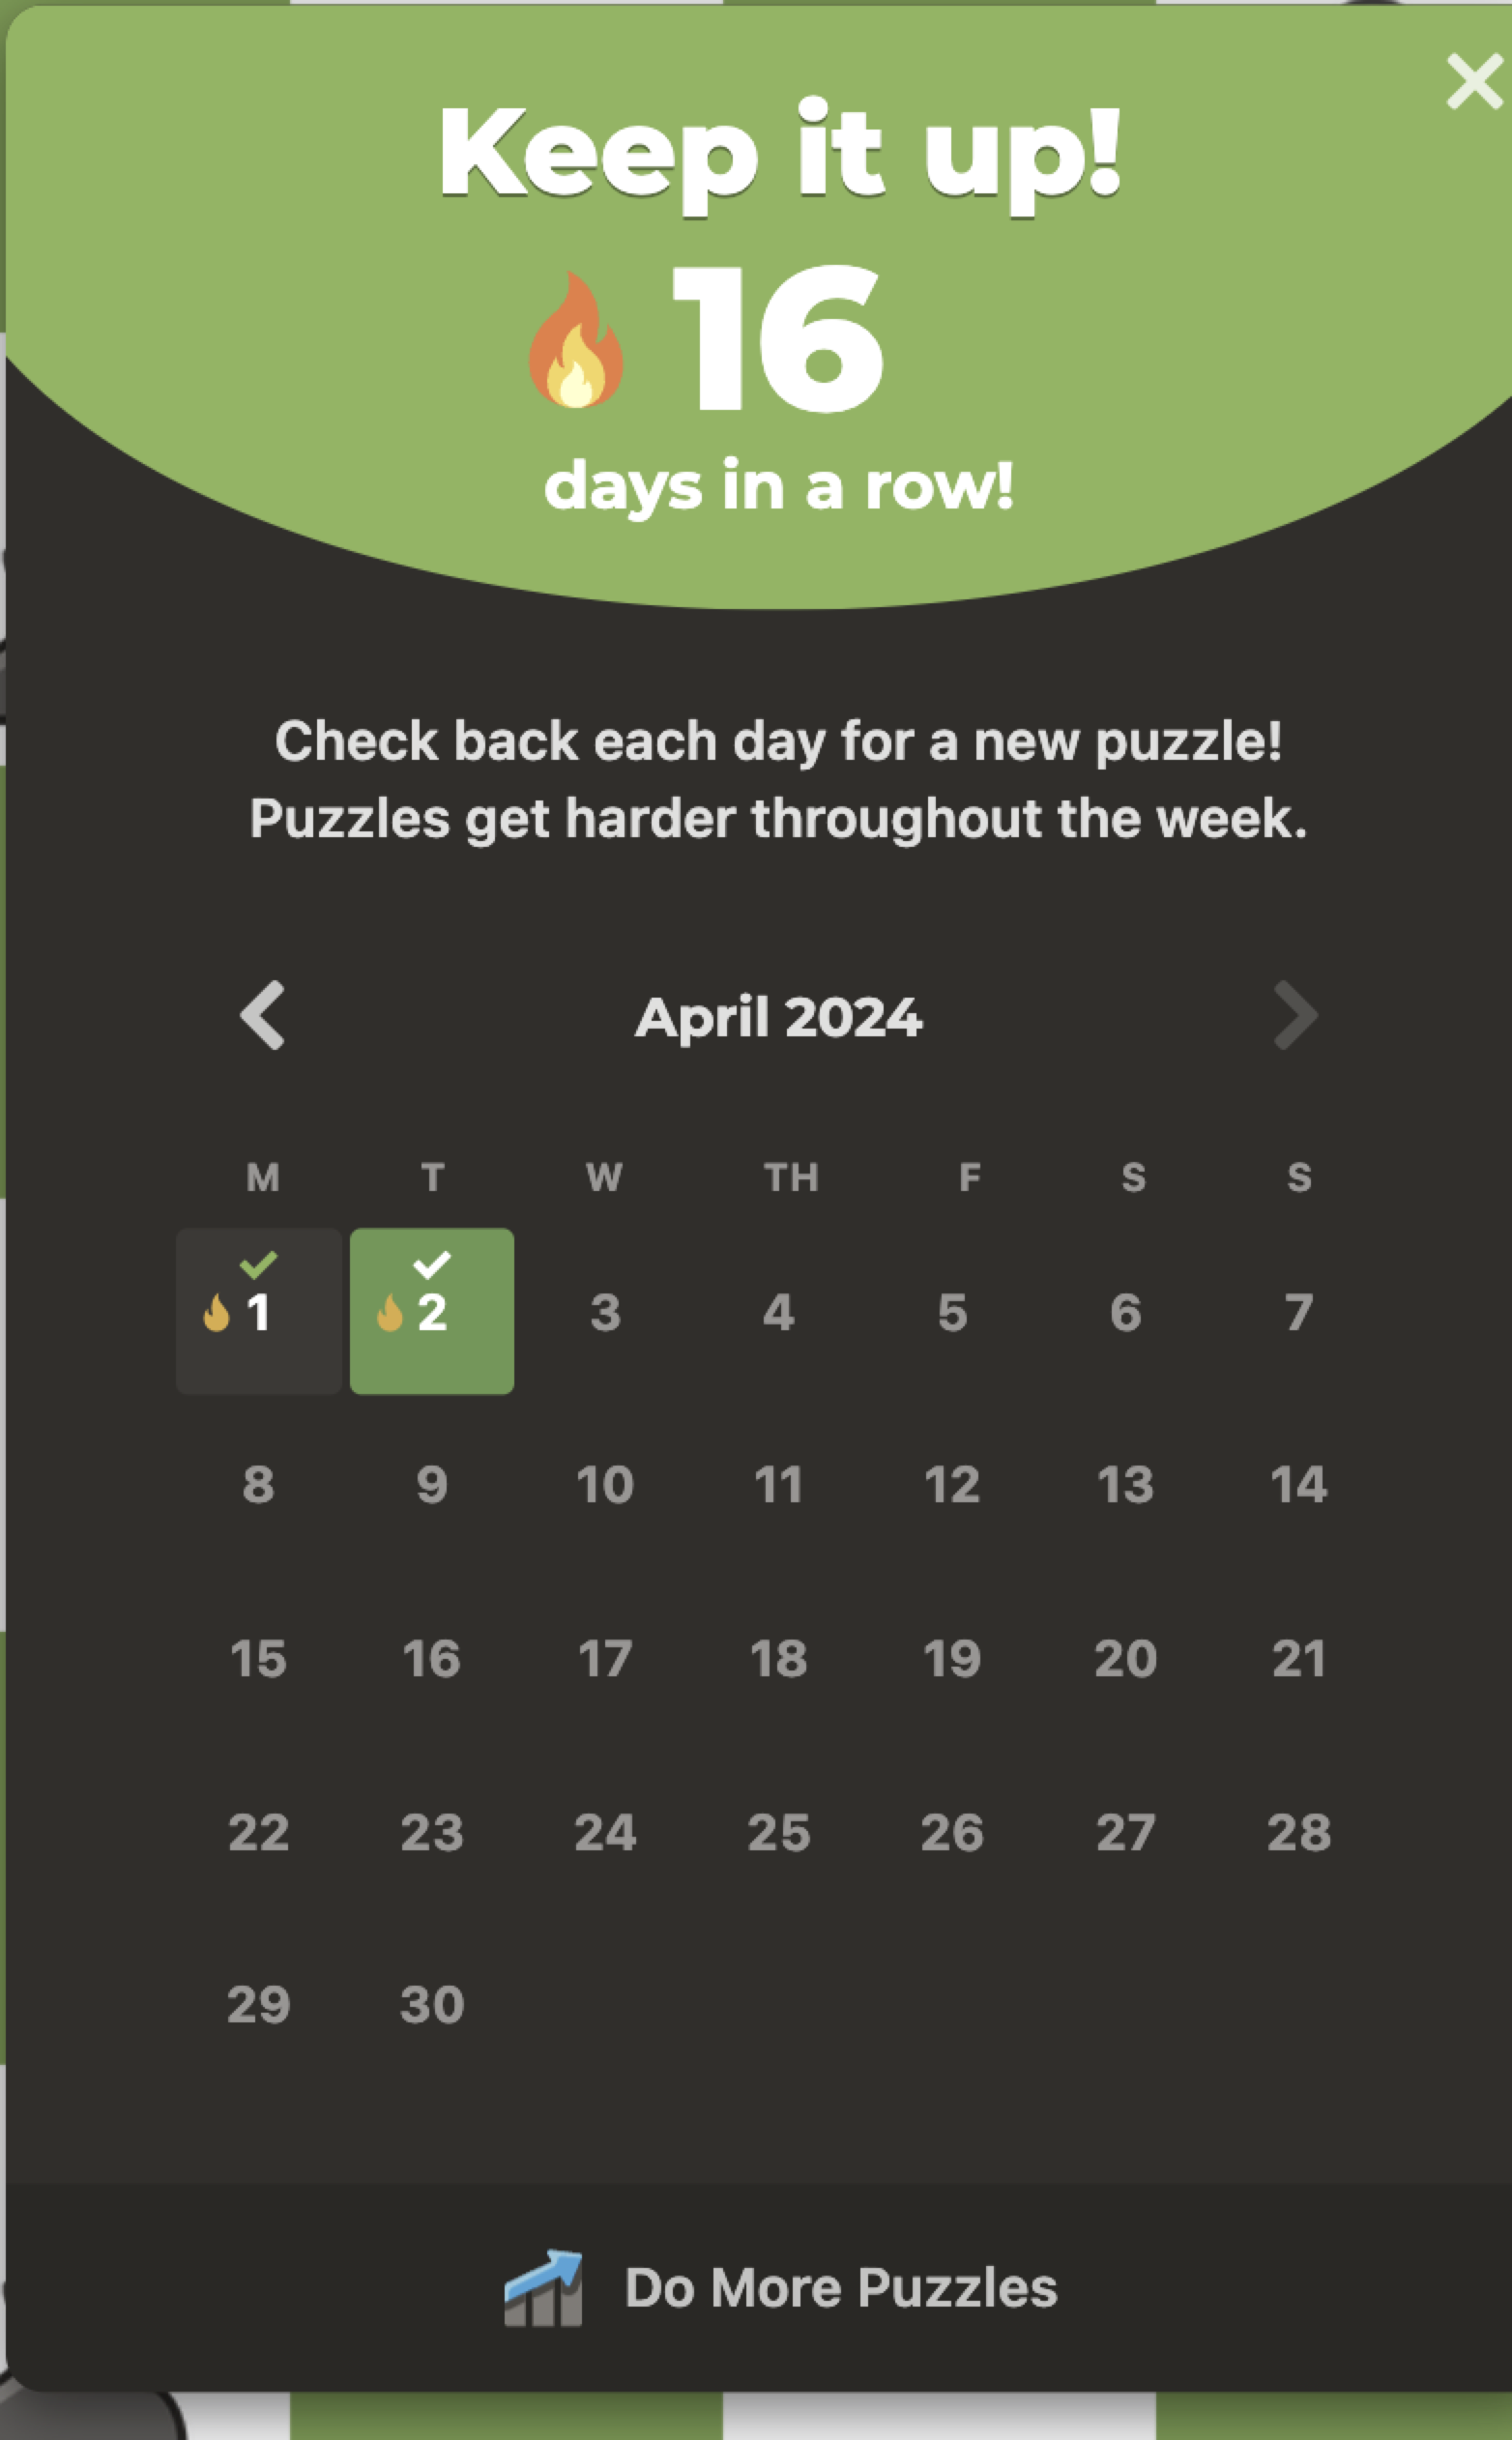 Keep it up!
16
days in a row!
Check back each day for a new puzzle!
Puzzles get harder throughout the week.
April 2024
M T W TH F S S
1 2 3 4 5 6 7
8 9 10 11 12 13 14
15 16 17 18 19 20 21
22 23 24 25 26 27 28
29 30
Do More Puzzles